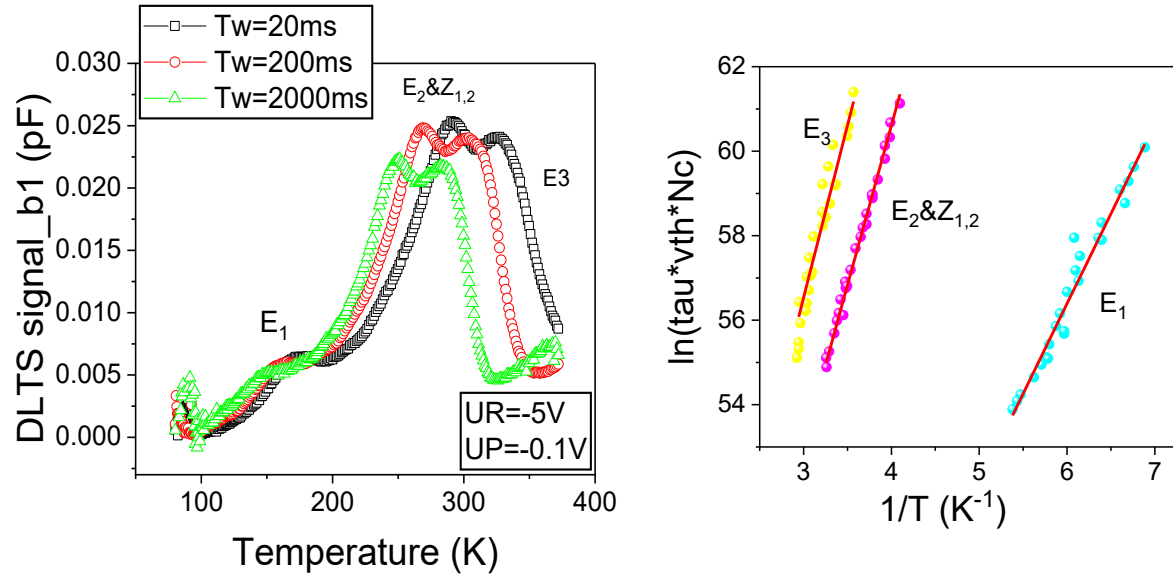 Tw=20ms
Tw=200ms
Tw=2000ms
DLTS signal_b1 (pF)
0.030
0.025
0.020
0.015
0.010
0.005
0.000
E₂&Z₁,₂
E3
E₁
UR=-5V
UP=-0.1V
100 200 300 400
Temperature (K)
ln(tau*vth*Nc)
62
60
58
56
54
E₃
E₂&Z₁,₂
E₁
3 4 5 6 7
1/T (K⁻¹)